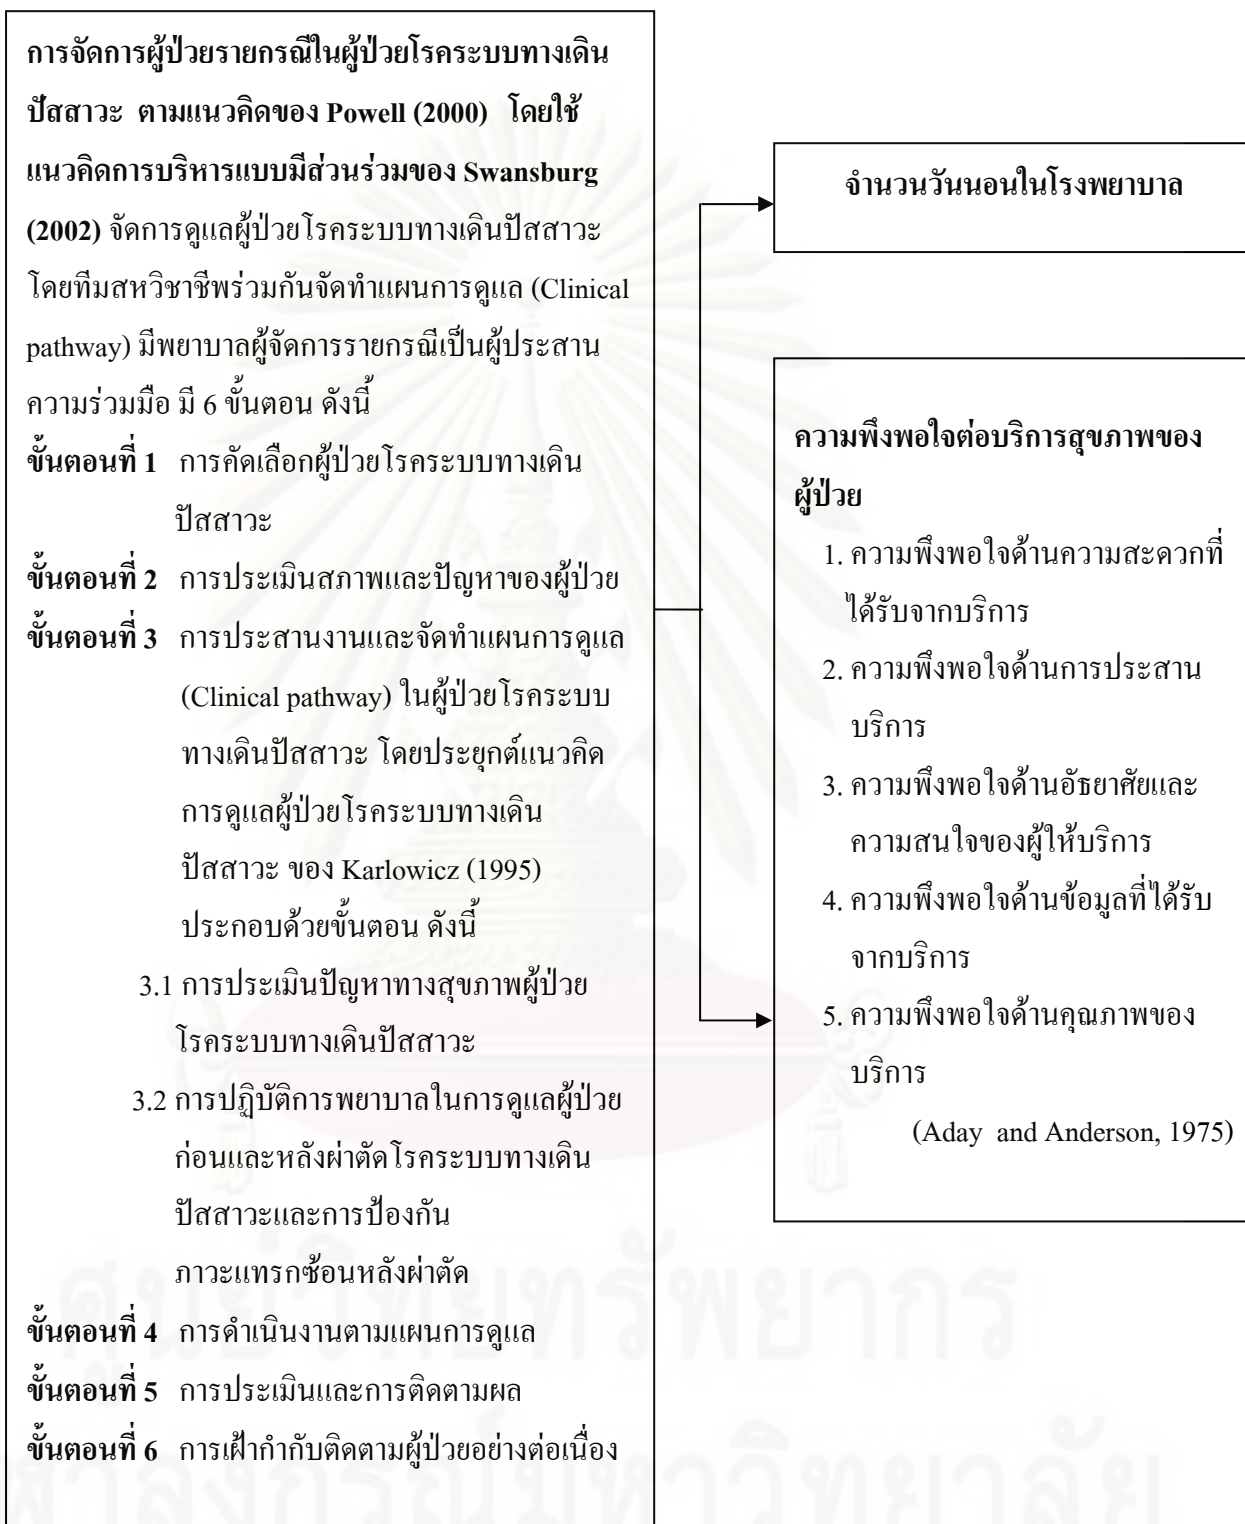 การจัดการผู้ป่วยรายกรณีในผู้ป่วยโรคระบบทางเดิน
ปัสสาวะ ตามแนวคิดของ Powell (2000) โดยใช้
แนวคิดการบริหารแบบมีส่วนร่วมของ Swansburg
(2002) จัดการดูแลผู้ป่วยโรคระบบทางเดินปัสสาวะ
โดยทีมสหวิชาชีพร่วมกันจัดทำแผนการดูแล (Clinical
pathway) มีพยาบาลผู้จัดการรายกรณีเป็นผู้ประสาน
ความร่วมมือ มี 6 ขั้นตอน ดังนี้
ขั้นตอนที่ 1 การคัดเลือกผู้ป่วยโรคระบบทางเดิน
ปัสสาวะ
ขั้นตอนที่ 2 การประเมินสภาพและปัญหาของผู้ป่วย
ขั้นตอนที่ 3 การประสานงานและจัดทำแผนการดูแล
(Clinical pathway) ในผู้ป่วยโรคระบบ
ทางเดินปัสสาวะ โดยประยุกต์แนวคิด
การดูแลผู้ป่วยโรคระบบทางเดิน
ปัสสาวะ ของ Karlowicz (1995)
ประกอบด้วยขั้นตอน ดังนี้
3.1 การประเมินปัญหาทางสุขภาพผู้ป่วย
โรคระบบทางเดินปัสสาวะ
3.2 การปฏิบัติการพยาบาลในการดูแลผู้ป่วย
ก่อนและหลังผ่าตัดโรคระบบทางเดิน
ปัสสาวะและการป้องกัน
ภาวะแทรกซ้อนหลังผ่าตัด
ขั้นตอนที่ 4 การดำเนินงานตามแผนการดูแล
ขั้นตอนที่ 5 การประเมินและการติดตามผล
ขั้นตอนที่ 6 การเฝ้ากำกับติดตามผู้ป่วยอย่างต่อเนื่อง
จำนวนวันนอนในโรงพยาบาล
ความพึงพอใจต่อบริการสุขภาพของ
ผู้ป่วย
1. ความพึงพอใจด้านความสะดวกที่
ได้รับจากบริการ
2. ความพึงพอใจด้านการประสาน
บริการ
3. ความพึงพอใจด้านอัธยาศัยและ
ความสนใจของผู้ให้บริการ
4. ความพึงพอใจด้านข้อมูลที่ได้รับ
จากบริการ
5. ความพึงพอใจด้านคุณภาพของ
บริการ
(Aday and Anderson, 1975)
ศูนย์วิทยทรัพยากร
ฬาลงกรณ์มหาวิทยาลัย